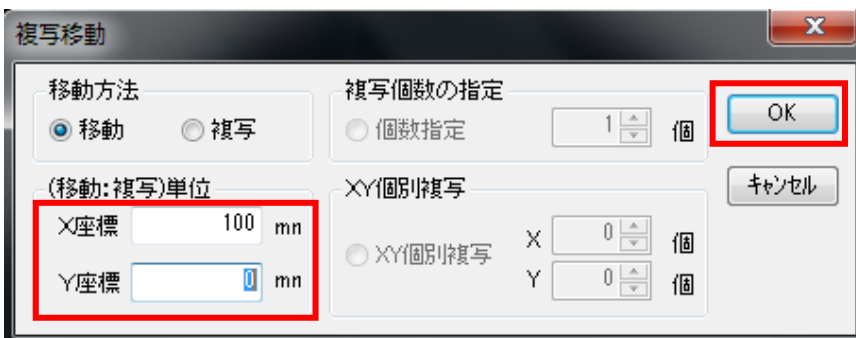 複写移動
移動方法
移動 複写
複写個数の指定
個数指定 1 個
OK
キャンセル
(移動:複写)単位
X座標 100 mm
Y座標 0 mm
XY個別複写
XY個別複写 X 0 個
Y 0 個